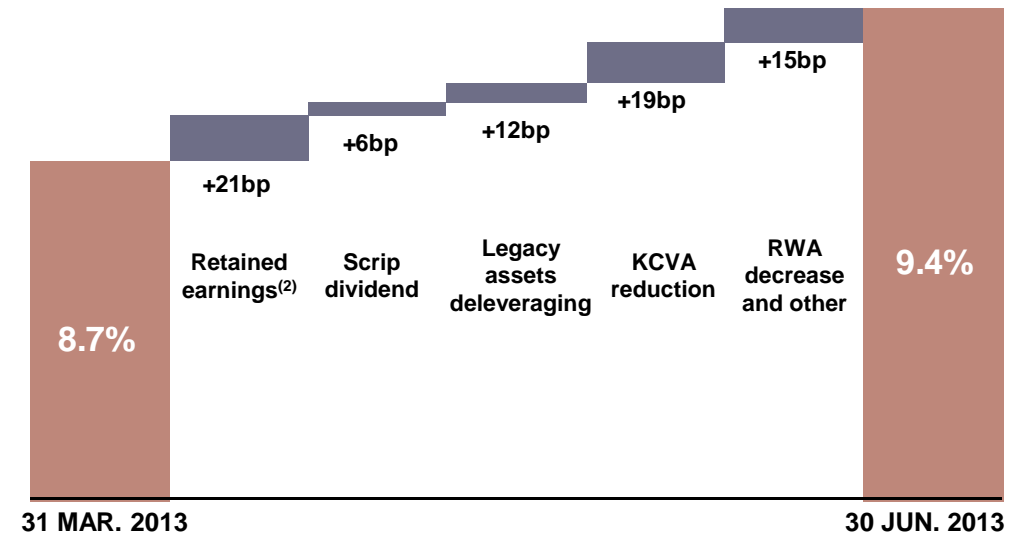 +21bp
+6bp
+12bp
+19bp
+15bp
Retained
earnings(2)
Scrip
dividend
Legacy
assets
deleveraging
KCVA
reduction
RWA
decrease
and other
8.7%
9.4%
31 MAR. 2013
30 JUN. 2013